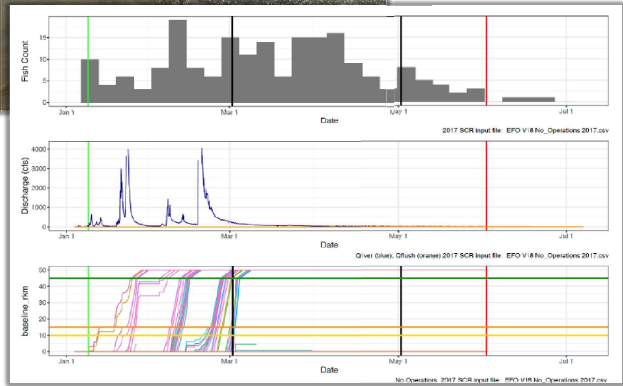 Fish Count
15
10
5
0
Jan 1 Mar 1 May 1 Jul 1
Date
2017 SCR input file: EFO V18 No_Operations 2017.csv
Discharge (cfs)
4000
3000
2000
1000
0
Jan 1 Mar 1 May 1 Jul 1
Date
Qriver (blue), Qflush (orange) 2017 SCR input file: EFO V18 No_Operations 2017.csv
baseline_rkm
50
40
30
20
10
0
Jan 1 Mar 1 May 1 Jul 1
Date
No Operations 2017 SCR input file: EFO V18 No_Operations 2017.csv